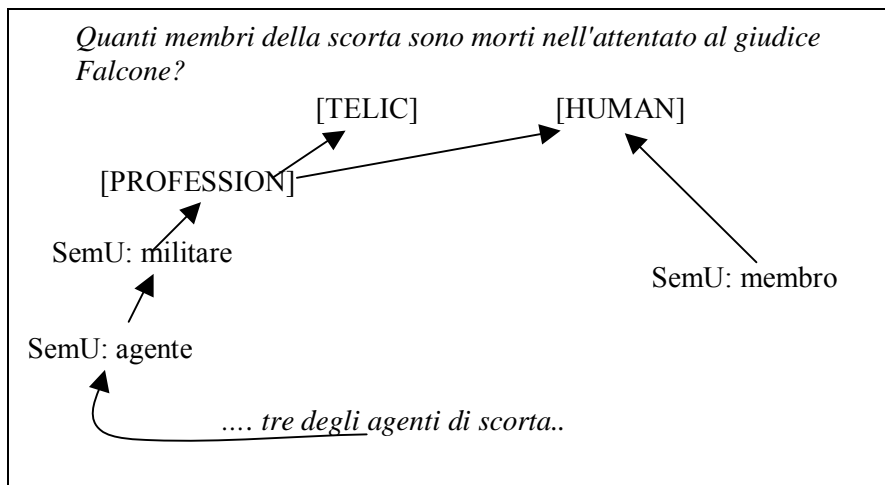 Quanti membri della scorta sono morti nell'attentato al giudice
Falcone?
[TELIC] [HUMAN]
[PROFESSION]
SemU: militare
SemU: membro
SemU: agente
.... tre degli agenti di scorta..